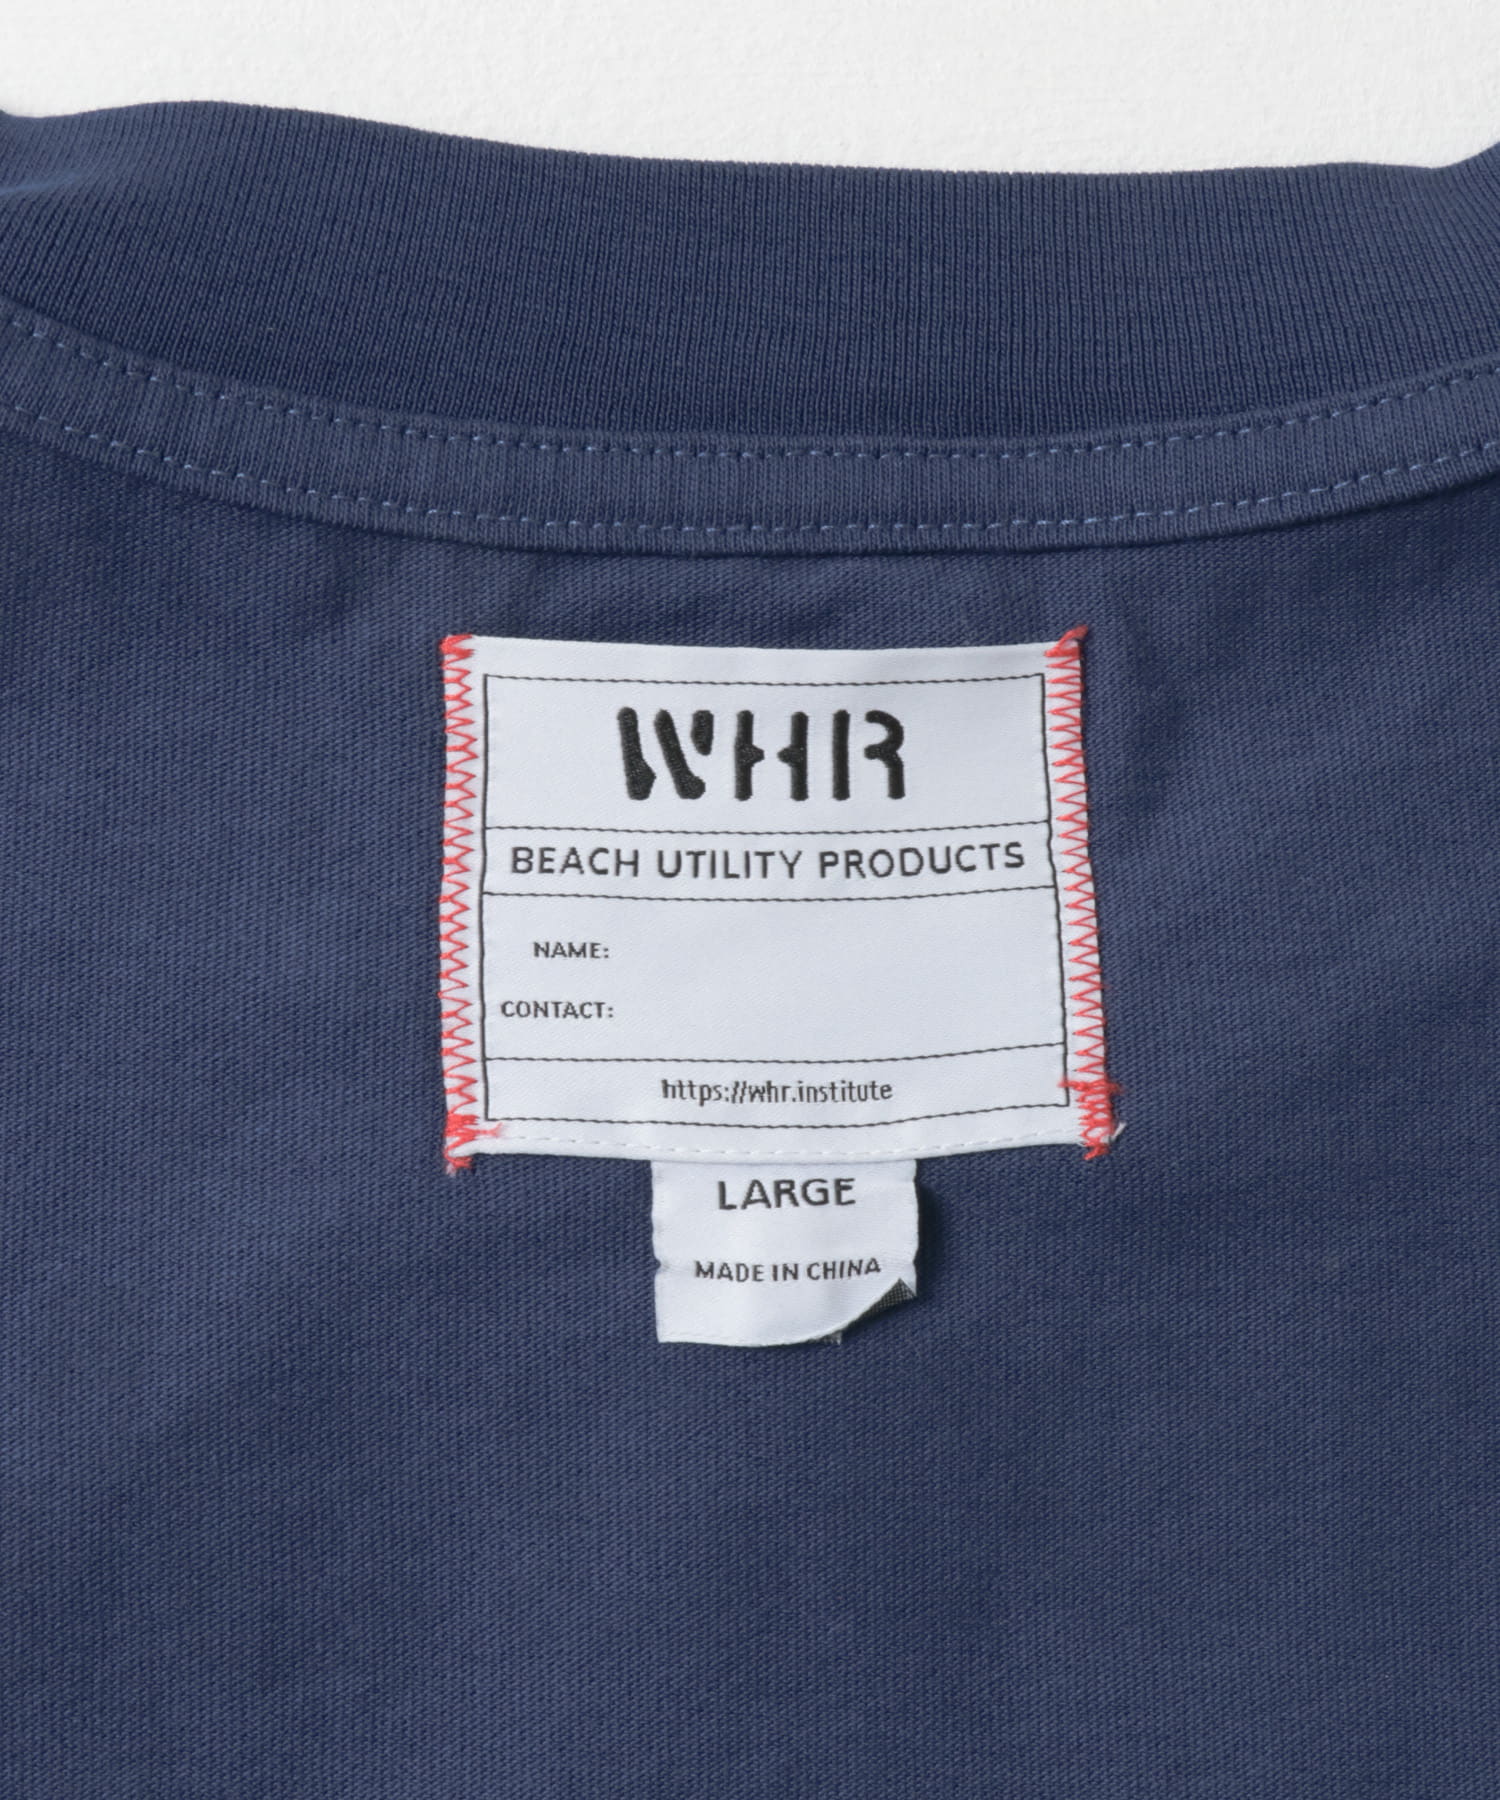 WHR
BEACH UTILITY PRODUCTS
NAME:
CONTACT:
https://whr.institute
LARGE
MADE IN CHINA